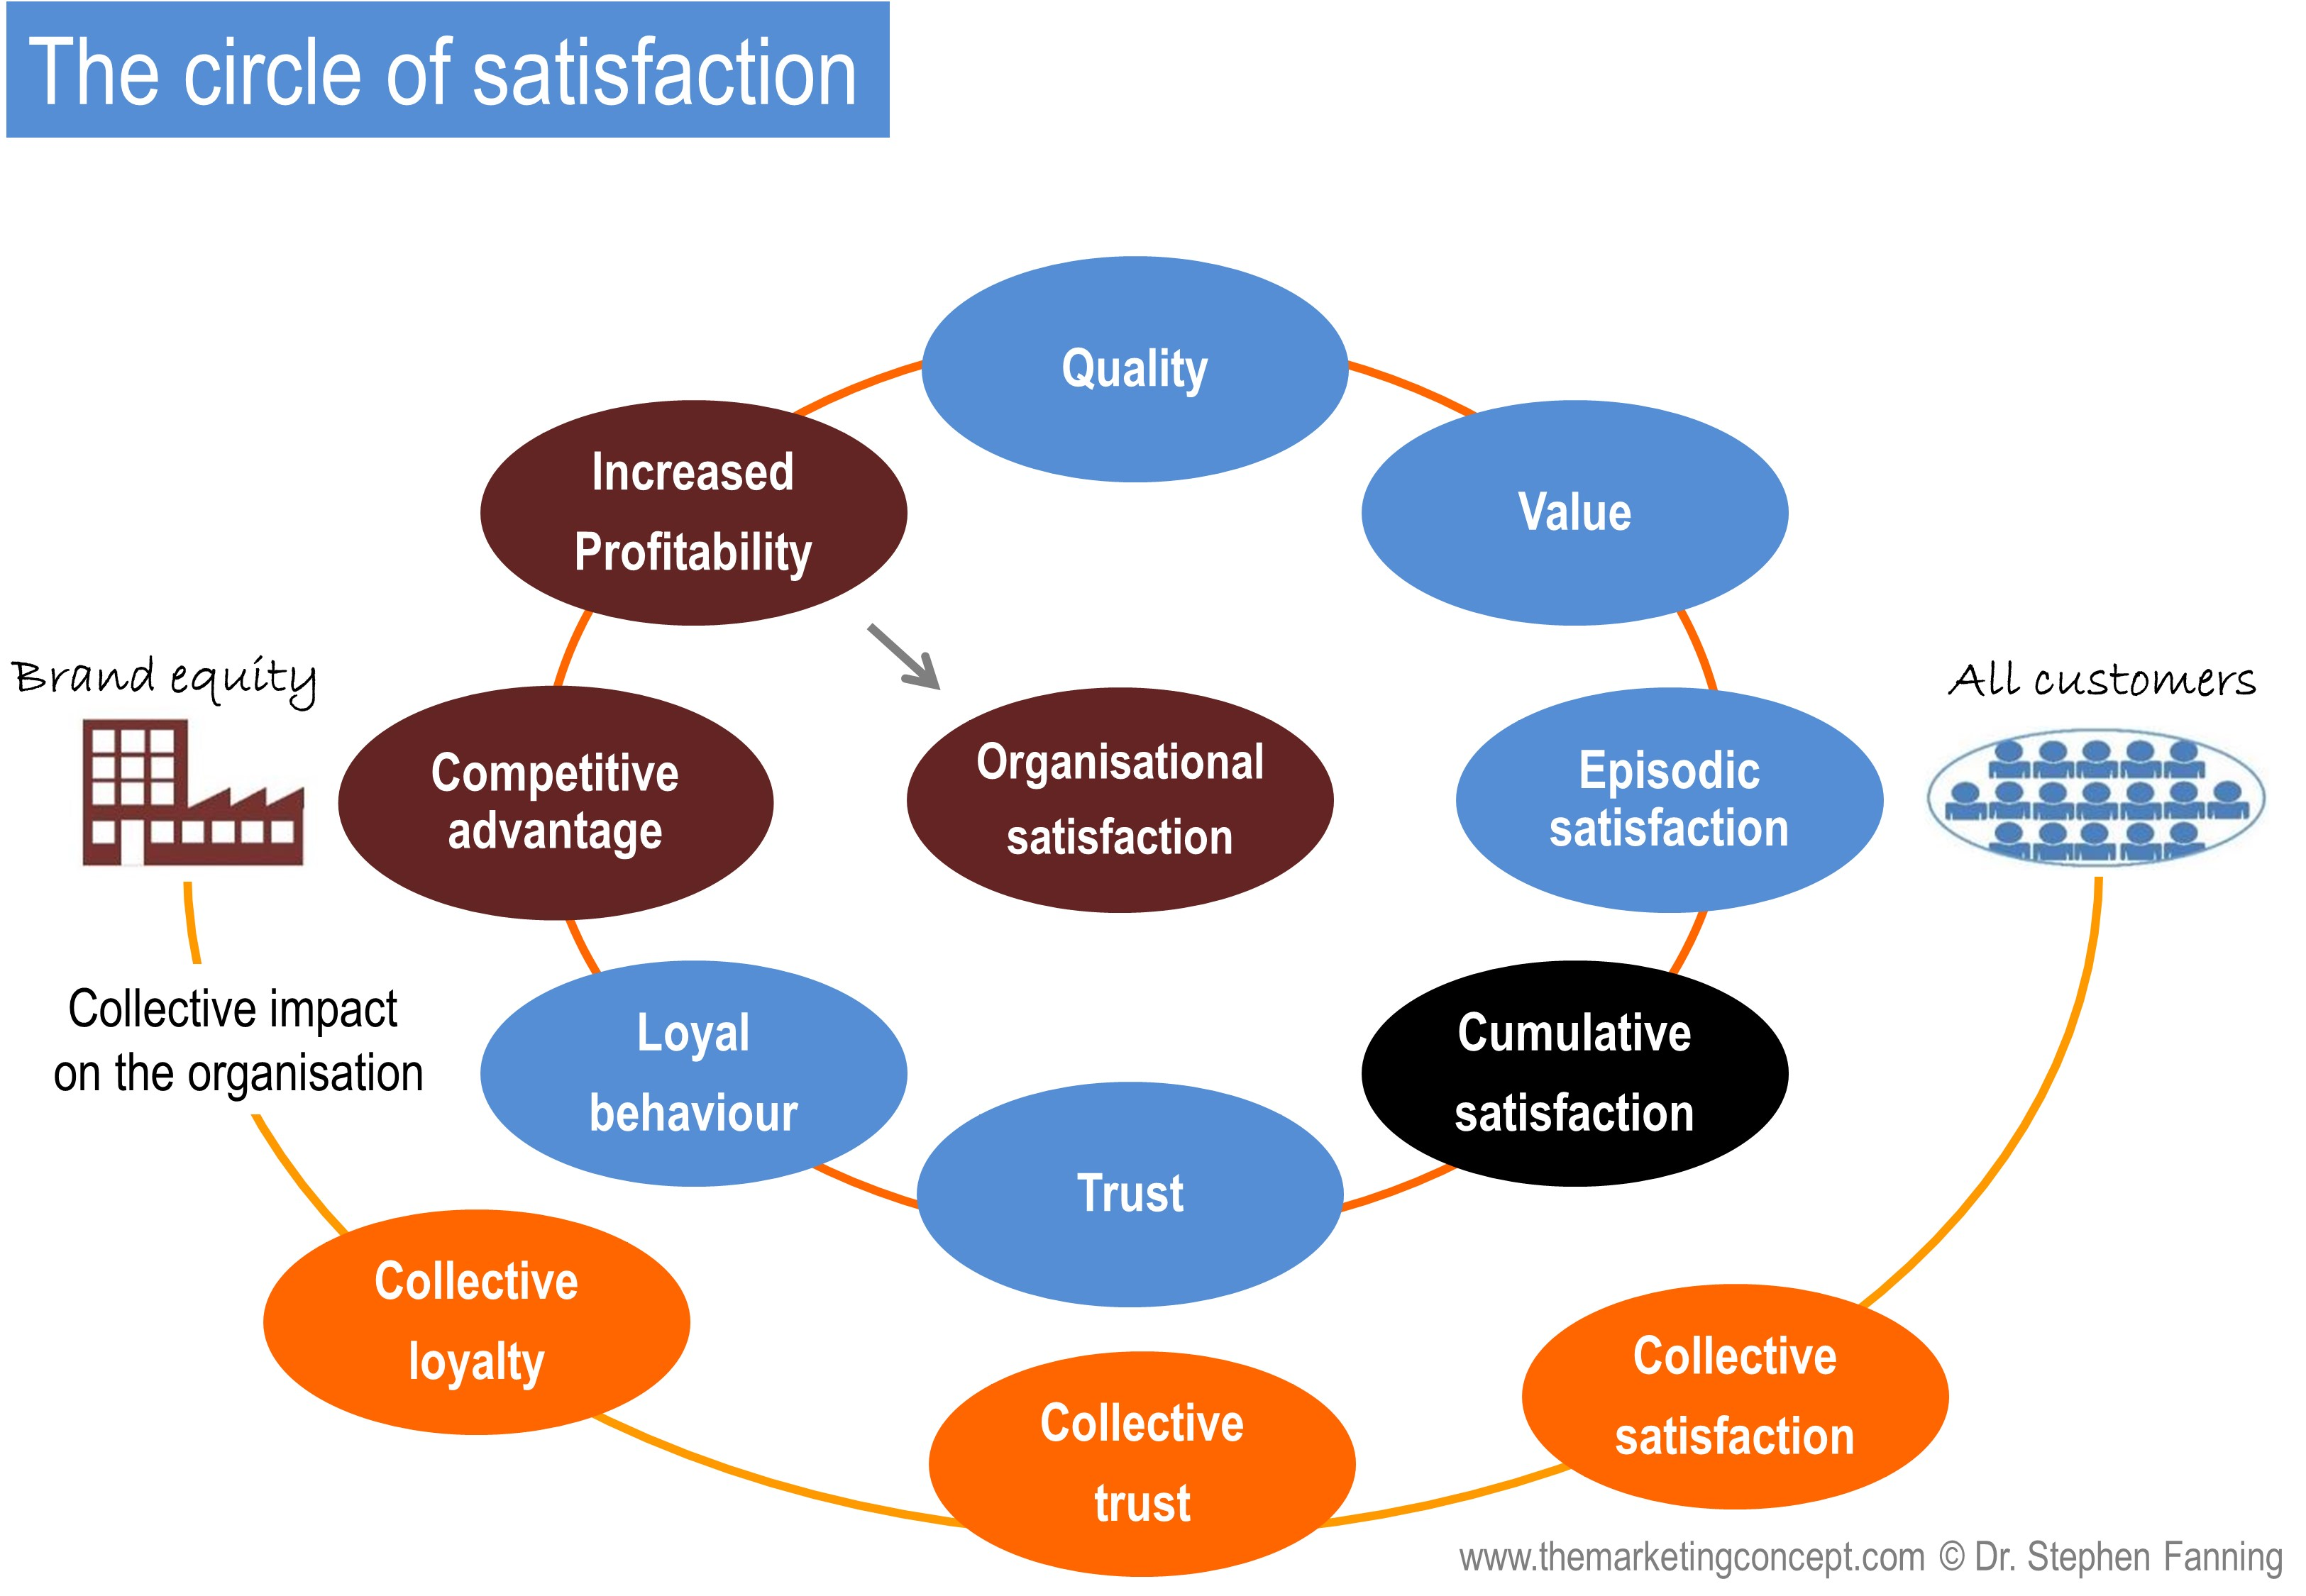 The circle of satisfaction
Quality
Increased
Profitability
Value
Brand equity
All customers
Competitive
advantage
Organisational
satisfaction
Episodic
satisfaction
Collective impact
on the organisation
Loyal
behaviour
Cumulative
satisfaction
Trust
Collective
loyalty
Collective
satisfaction
Collective
trust
www.themarketingconcept.com © Dr. Stephen Fanning